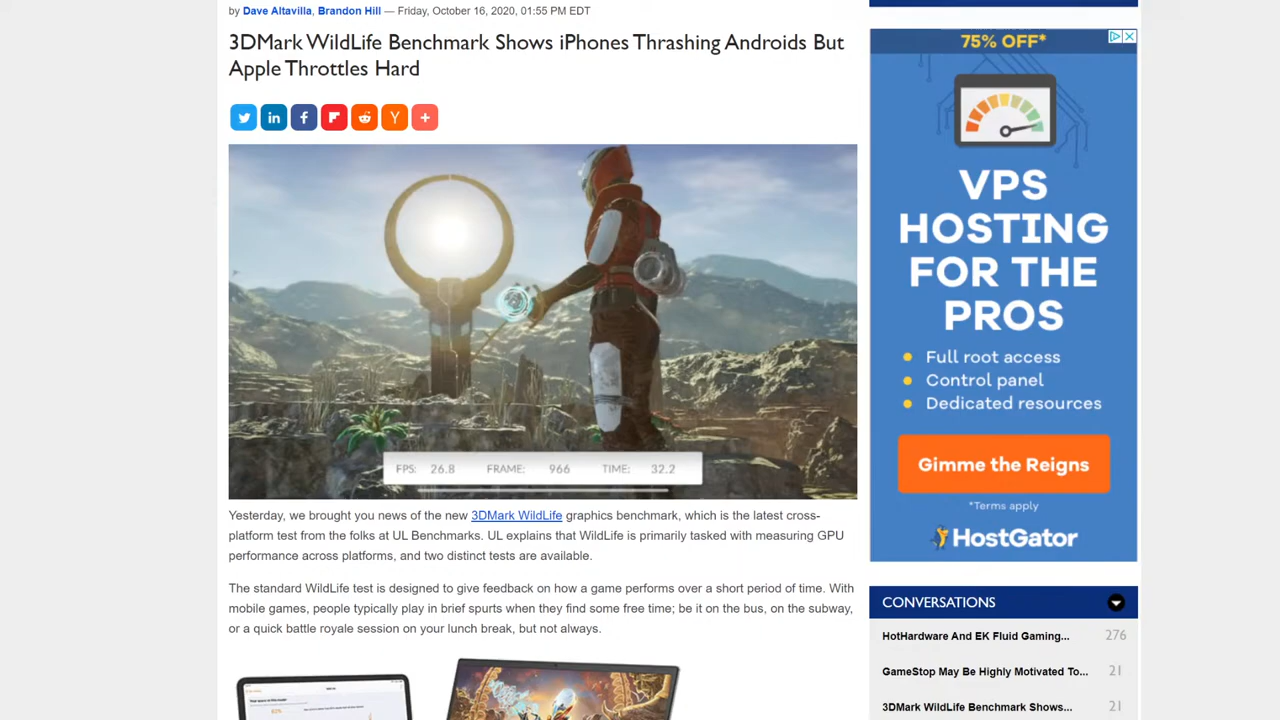 by Dave Altavilla, Brandon Hill — Friday, October 16, 2020, 01:55 PM EDT
3DMark WildLife Benchmark Shows iPhones Thrashing Androids But
Apple Throttles Hard
FPS: 26.8 FRAME: 966 TIME: 32.2
Yesterday, we brought you news of the new 3DMark WildLife graphics benchmark, which is the latest cross-
platform test from the folks at UL Benchmarks. UL explains that WildLife is primarily tasked with measuring GPU
performance across platforms, and two distinct tests are available.
The standard WildLife test is designed to give feedback on how a game performs over a short period of time. With
mobile games, people typically play in brief spurts when they find some free time; be it on the bus, on the subway,
or a quick battle royale session on your lunch break, but not always.
75% OFF*
VPS
HOSTING
FOR THE
PROS
Full root access
Control panel
Dedicated resources
Gimme the Reigns
*Terms apply
HostGator
CONVERSATIONS
HotHardware And EK Fluid Gaming... 276
GameStop May Be Highly Motivated To... 21
3DMark WildLife Benchmark Shows... 21